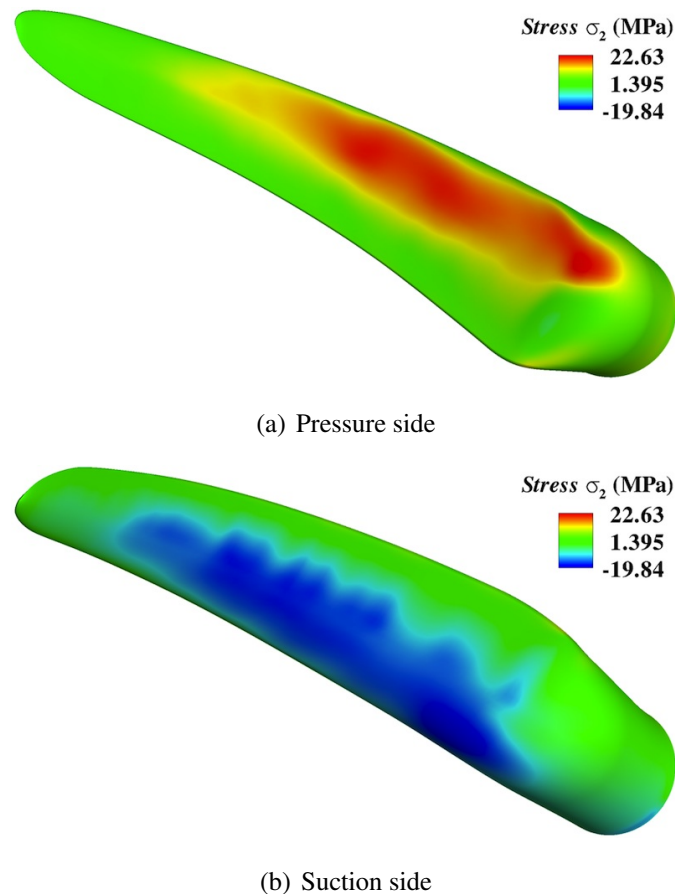 Stress σ₂ (MPa)
22.63
1.395
-19.84
(a) Pressure side
Stress σ₂ (MPa)
22.63
1.395
-19.84
(b) Suction side